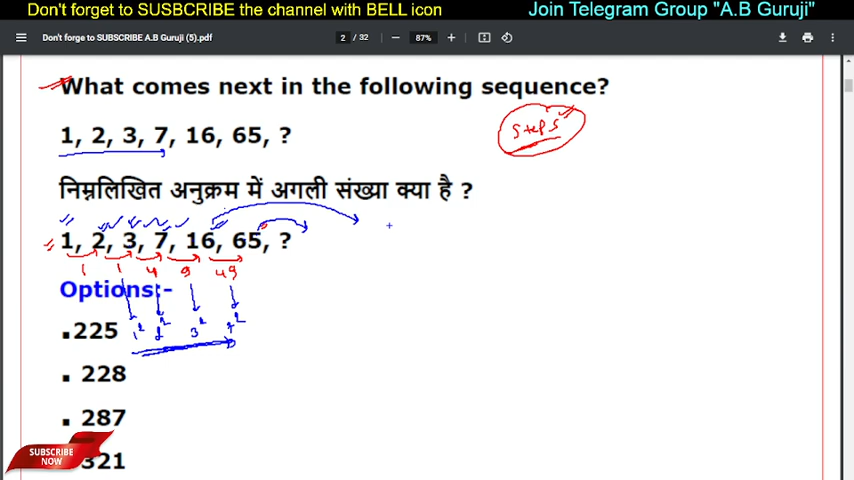 Don't forget to SUSBCRIBE the channel with BELL icon
Join Telegram Group "A.B Guruji"
Don't forget to SUBSCRIBE A.B Guruji (5).pdf
2 / 32
87%
What comes next in the following sequence?
Steps
1, 2, 3, 7, 16, 65, ?
निम्नलिखित अनुक्रम में अगली संख्या क्या है ?
1, 2, 3, 7, 16, 65, ?
1 1 4 9 49
Options:-
.225
1² 2² 3² 7²
. 228
. 287
SUBSCRIBE
NOW
321